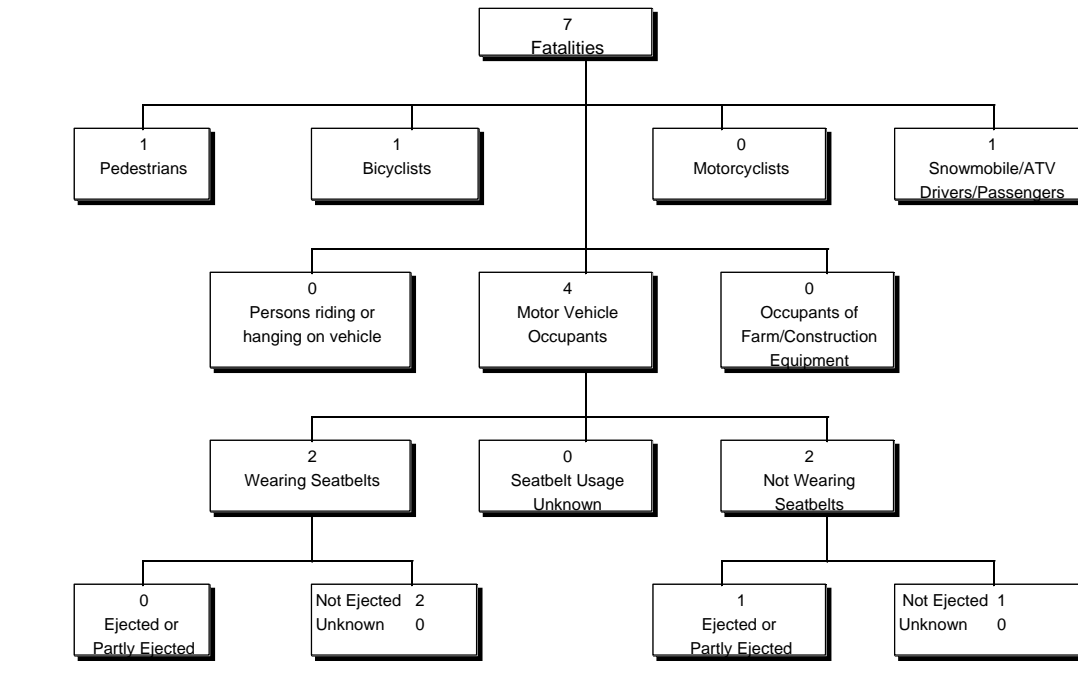 7
Fatalities
1
Pedestrians
1
Bicyclists
0
Motorcyclists
1
Snowmobile/ATV
Drivers/Passengers
0
Persons riding or
hanging on vehicle
4
Motor Vehicle
Occupants
0
Occupants of
Farm/Construction
Equipment
2
Wearing Seatbelts
0
Seatbelt Usage
Unknown
2
Not Wearing
Seatbelts
0
Ejected or
Partly Ejected
Not Ejected 2
Unknown 0
1
Ejected or
Partly Ejected
Not Ejected 1
Unknown 0